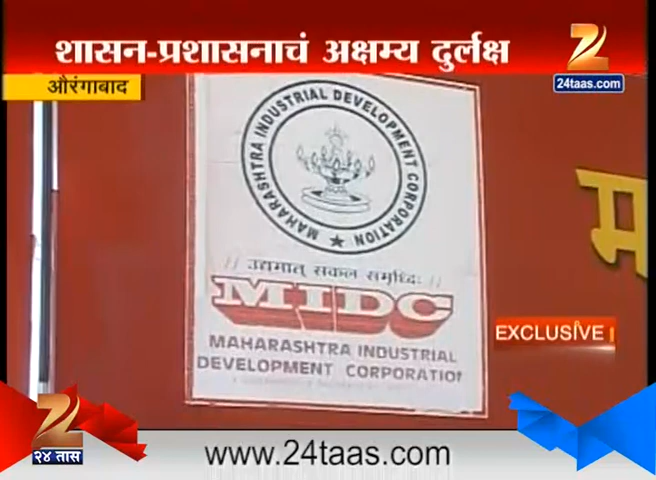 शासन-प्रशासनाचं अक्षम्य दुर्लक्ष
24taas.com
औरंगाबाद
MAHARASHTRA INDUSTRIAL DEVELOPMENT CORPORATION
// उद्यमात् सकल समृध्दिः //
MIDC
MAHARASHTRA INDUSTRIAL
DEVELOPMENT CORPORATION
म
EXCLUSIVE
२४ तास
www.24taas.com